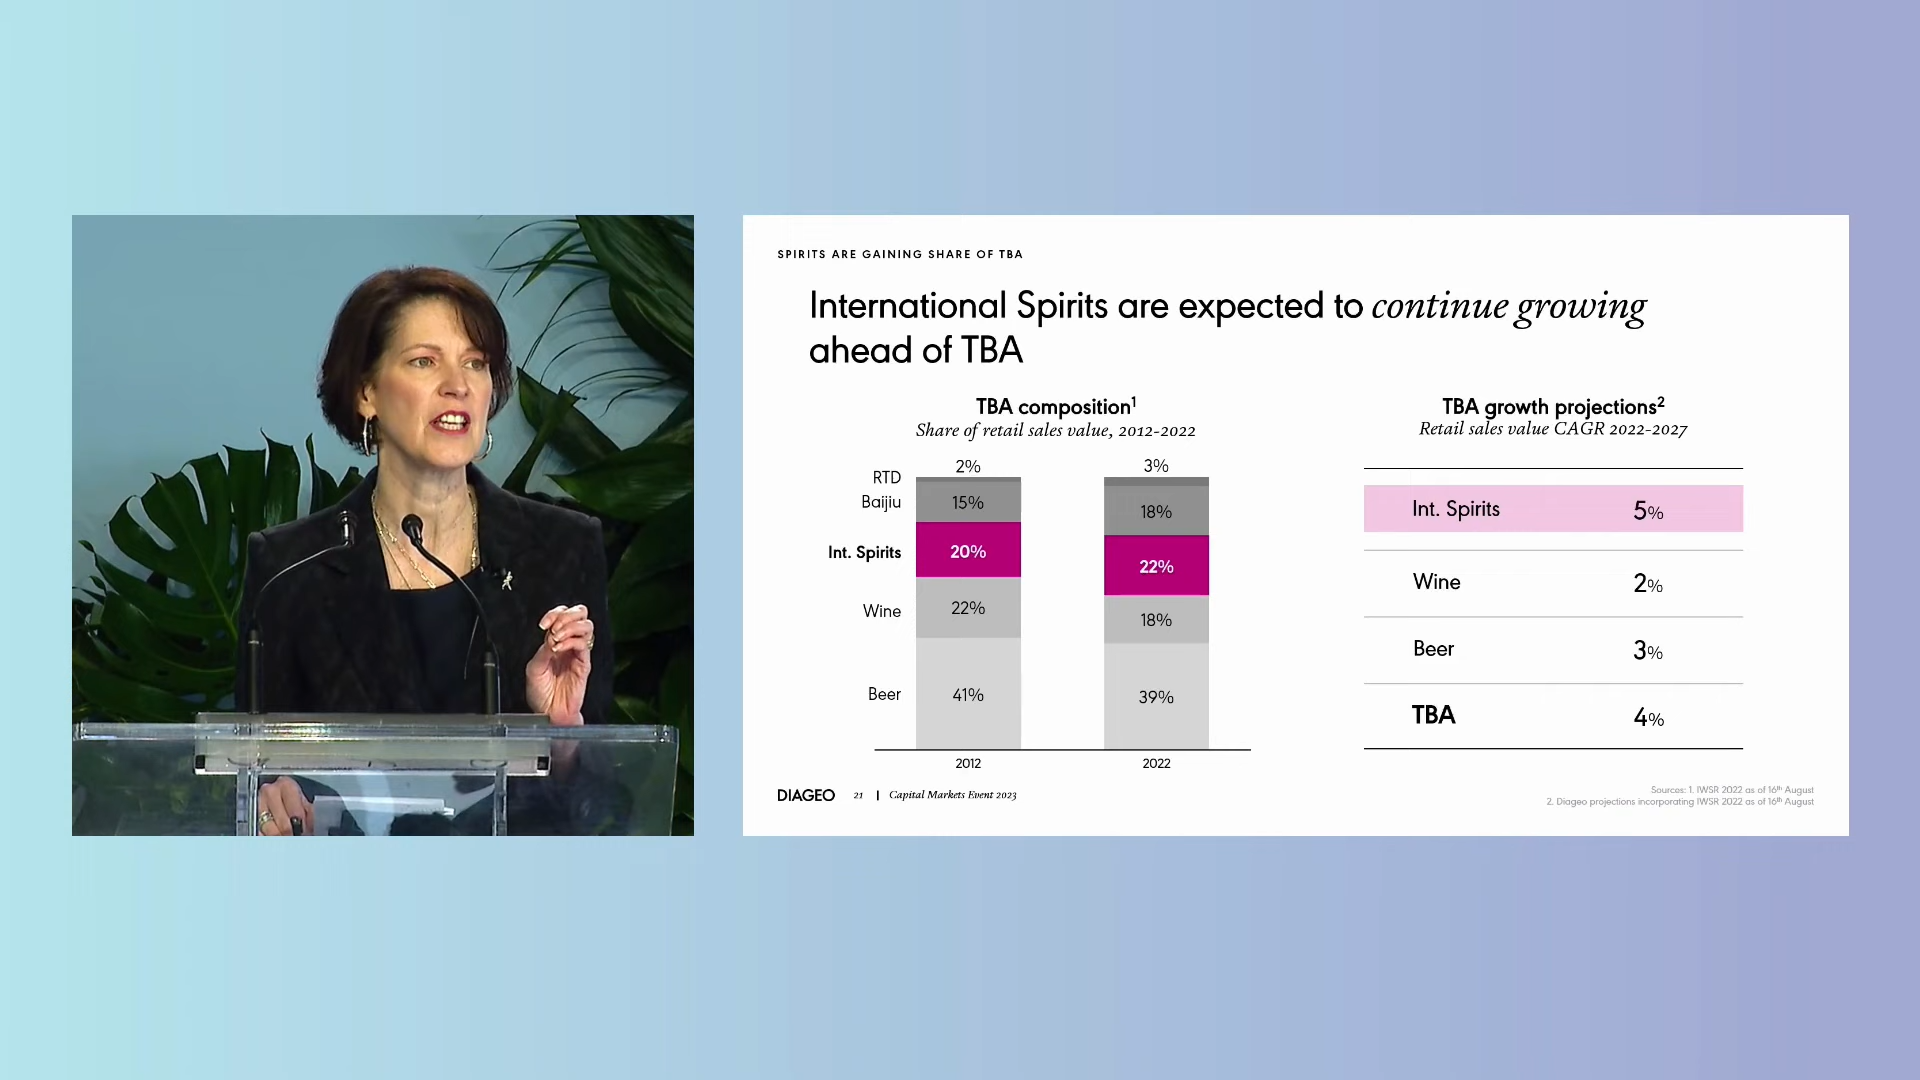 SPIRITS ARE GAINING SHARE OF TBA
International Spirits are expected to continue growing
ahead of TBA
TBA composition¹
Share of retail sales value, 2012-2022
2%
3%
RTD
Baijiu
15%
18%
Int. Spirits
20%
22%
Wine
22%
18%
Beer
41%
39%
2012
2022
TBA growth projections²
Retail sales value CAGR 2022-2027
Int. Spirits 5%
Wine 2%
Beer 3%
TBA 4%
DIAGEO 21 | Capital Markets Event 2023
Sources: 1. IWSR 2022 as of 16th August
2. Diageo projections incorporating IWSR 2022 as of 16th August